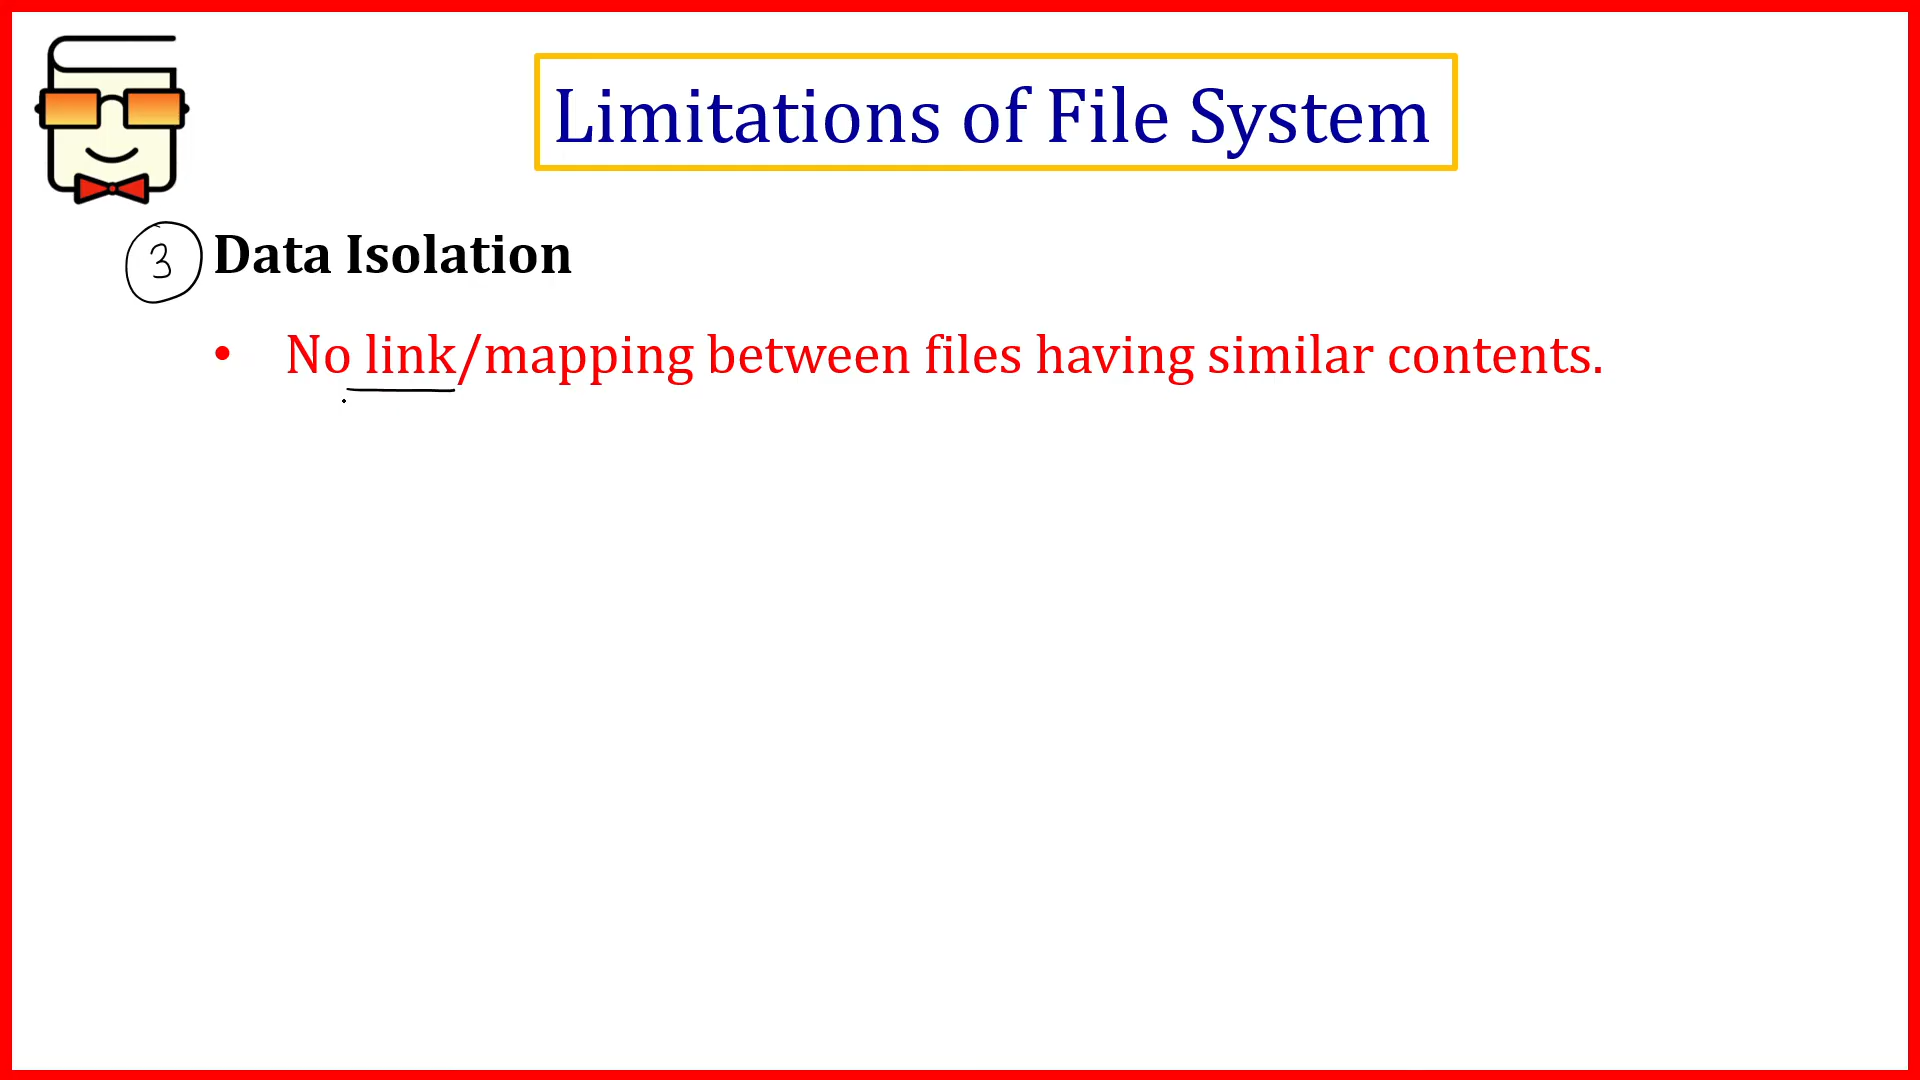 Limitations of File System
3 Data Isolation
• No link/mapping between files having similar contents.